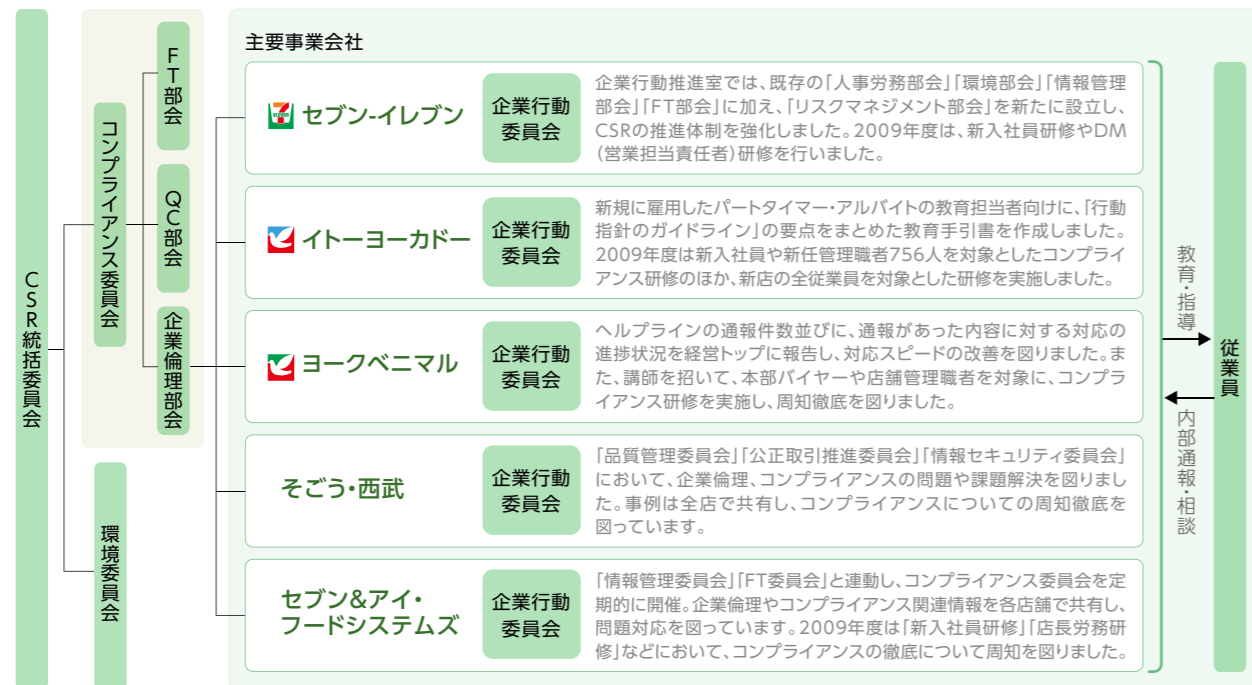 CSR統括委員会
コンプライアンス委員会
環境委員会
FT部会
QC部会
企業倫理部会
主要事業会社
セブン-イレブン
企業行動
委員会
企業行動推進室では、既存の「人事労務部会」「環境部会」「情報管理
部会」「FT部会」に加え、「リスクマネジメント部会」を新たに設立し、
CSRの推進体制を強化しました。2009年度は、新入社員研修やDM
(営業担当責任者)研修を行いました。
イトーヨーカドー
企業行動
委員会
新規に雇用したパートタイマー・アルバイトの教育担当者向けに、「行動
指針のガイドライン」の要点をまとめた教育手引書を作成しました。
2009年度は新入社員や新任管理職者756人を対象としたコンプライ
アンス研修のほか、新店の全従業員を対象とした研修を実施しました。
ヨークベニマル
企業行動
委員会
ヘルプラインの通報件数並びに、通報があった内容に対する対応の
進捗状況を経営トップに報告し、対応スピードの改善を図りました。ま
た、講師を招いて、本部バイヤーや店舗管理職者を対象に、コンプラ
イアンス研修を実施し、周知徹底を図りました。
そごう・西武
企業行動
委員会
「品質管理委員会」「公正取引推進委員会」「情報セキュリティ委員会」
において、企業倫理、コンプライアンスの問題や課題解決を図りまし
た。事例は全店で共有し、コンプライアンスについての周知徹底を
図っています。
セブン&アイ・
フードシステムズ
企業行動
委員会
「情報管理委員会」「FT委員会」と連動し、コンプライアンス委員会を定
期的に開催。企業倫理やコンプライアンス関連情報を各店舗で共有し、
問題対応を図っています。2009年度は「新入社員研修」「店長労務研
修」などにおいて、コンプライアンスの徹底について周知を図りました。
教育・指導
内部通報・相談
従業員